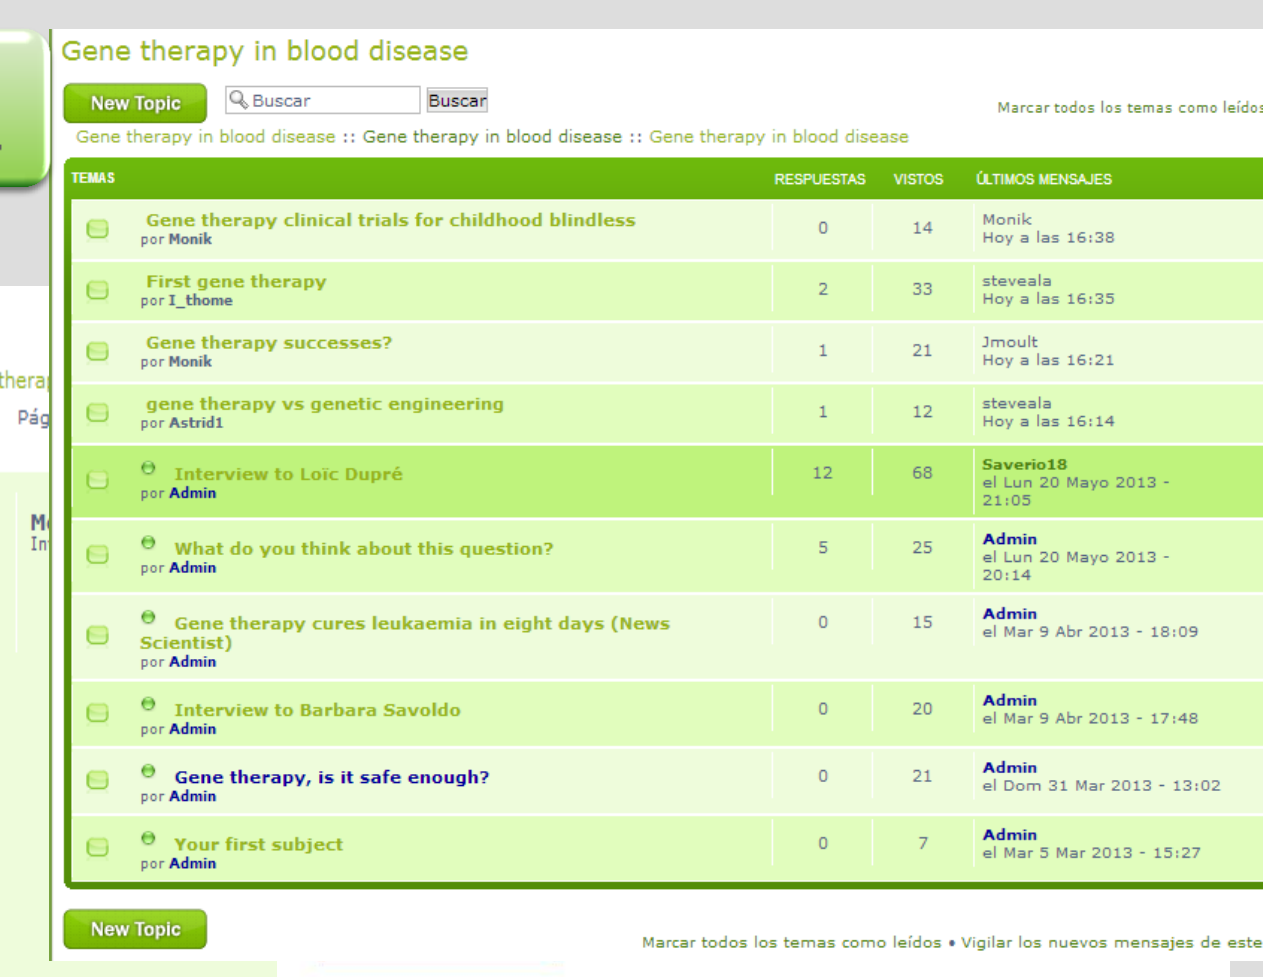 Gene therapy in blood disease
New Topic
Buscar
Buscar
Marcar todos los temas como leídos
Gene therapy in blood disease :: Gene therapy in blood disease :: Gene therapy in blood disease
TEMAS RESPUESTAS VISTOS ÚLTIMOS MENSAJES
Gene therapy clinical trials for childhood blindless 0 14 Monik
por Monik Hoy a las 16:38
First gene therapy 2 33 steveala
por I_thome Hoy a las 16:35
Gene therapy successes? 1 21 Jmoult
por Monik Hoy a las 16:21
gene therapy vs genetic engineering 1 12 steveala
por Astrid1 Hoy a las 16:14
Interview to Loïc Dupré 12 68 Saverio18
por Admin el Lun 20 Mayo 2013 -
21:05
What do you think about this question? 5 25 Admin
por Admin el Lun 20 Mayo 2013 -
20:14
Gene therapy cures leukaemia in eight days (News 0 15 Admin
Scientist) el Mar 9 Abr 2013 - 18:09
por Admin
Interview to Barbara Savoldo 0 20 Admin
por Admin el Mar 9 Abr 2013 - 17:48
Gene therapy, is it safe enough? 0 21 Admin
por Admin el Dom 31 Mar 2013 - 13:02
Your first subject 0 7 Admin
por Admin el Mar 5 Mar 2013 - 15:27
New Topic
Marcar todos los temas como leídos • Vigilar los nuevos mensajes de este